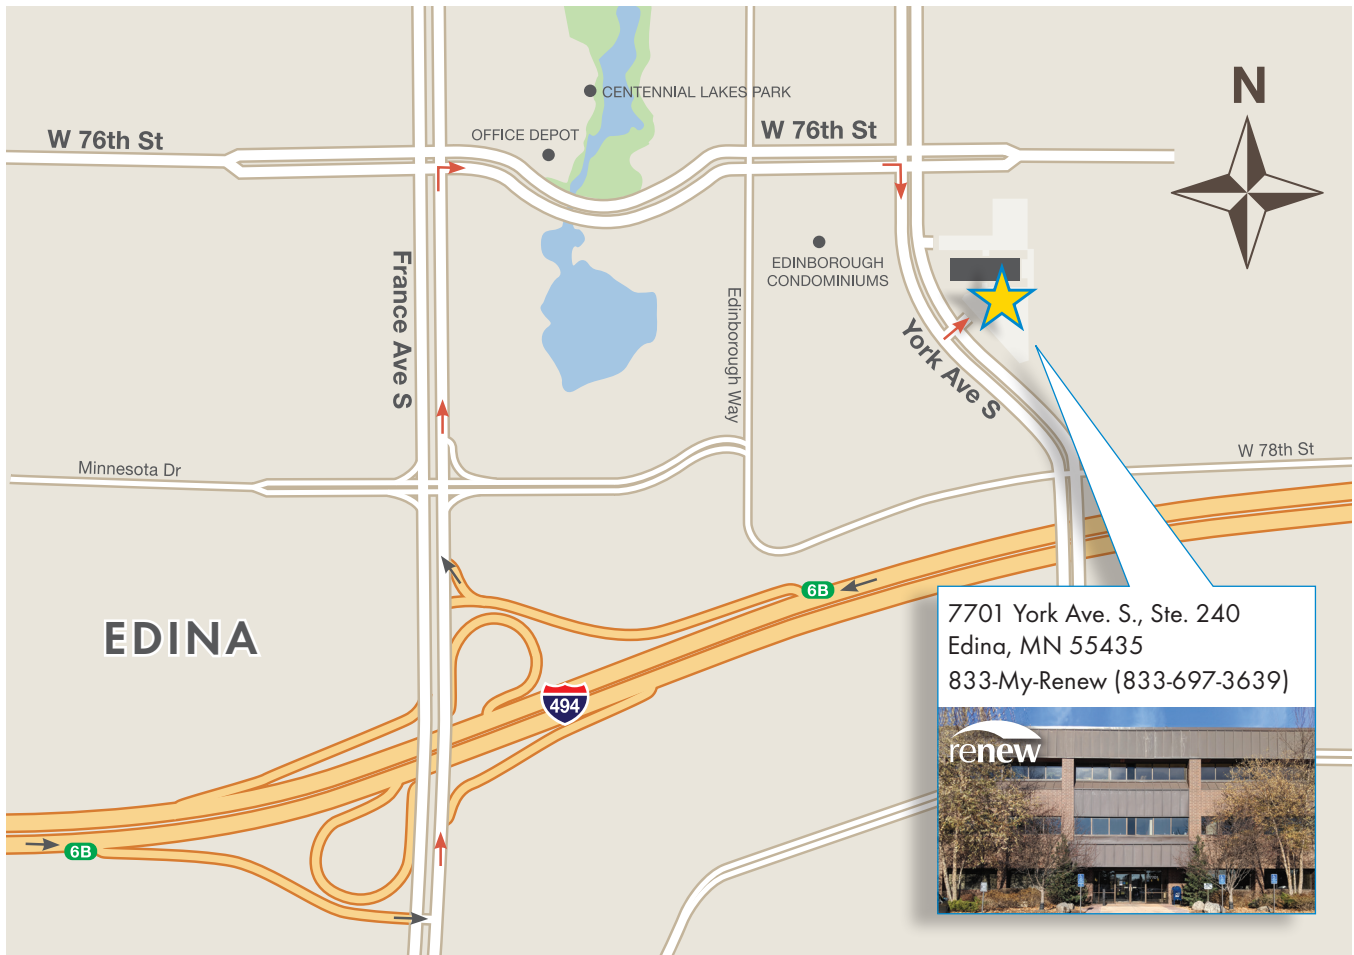 N
CENTENNIAL LAKES PARK
W 76th St
OFFICE DEPOT
W 76th St
EDINBOROUGH
CONDOMINIUMS
France Ave S
Edinborough Way
York Ave S
W 78th St
Minnesota Dr
6B
EDINA
494
7701 York Ave. S., Ste. 240
Edina, MN 55435
833-My-Renew (833-697-3639)
renew
6B